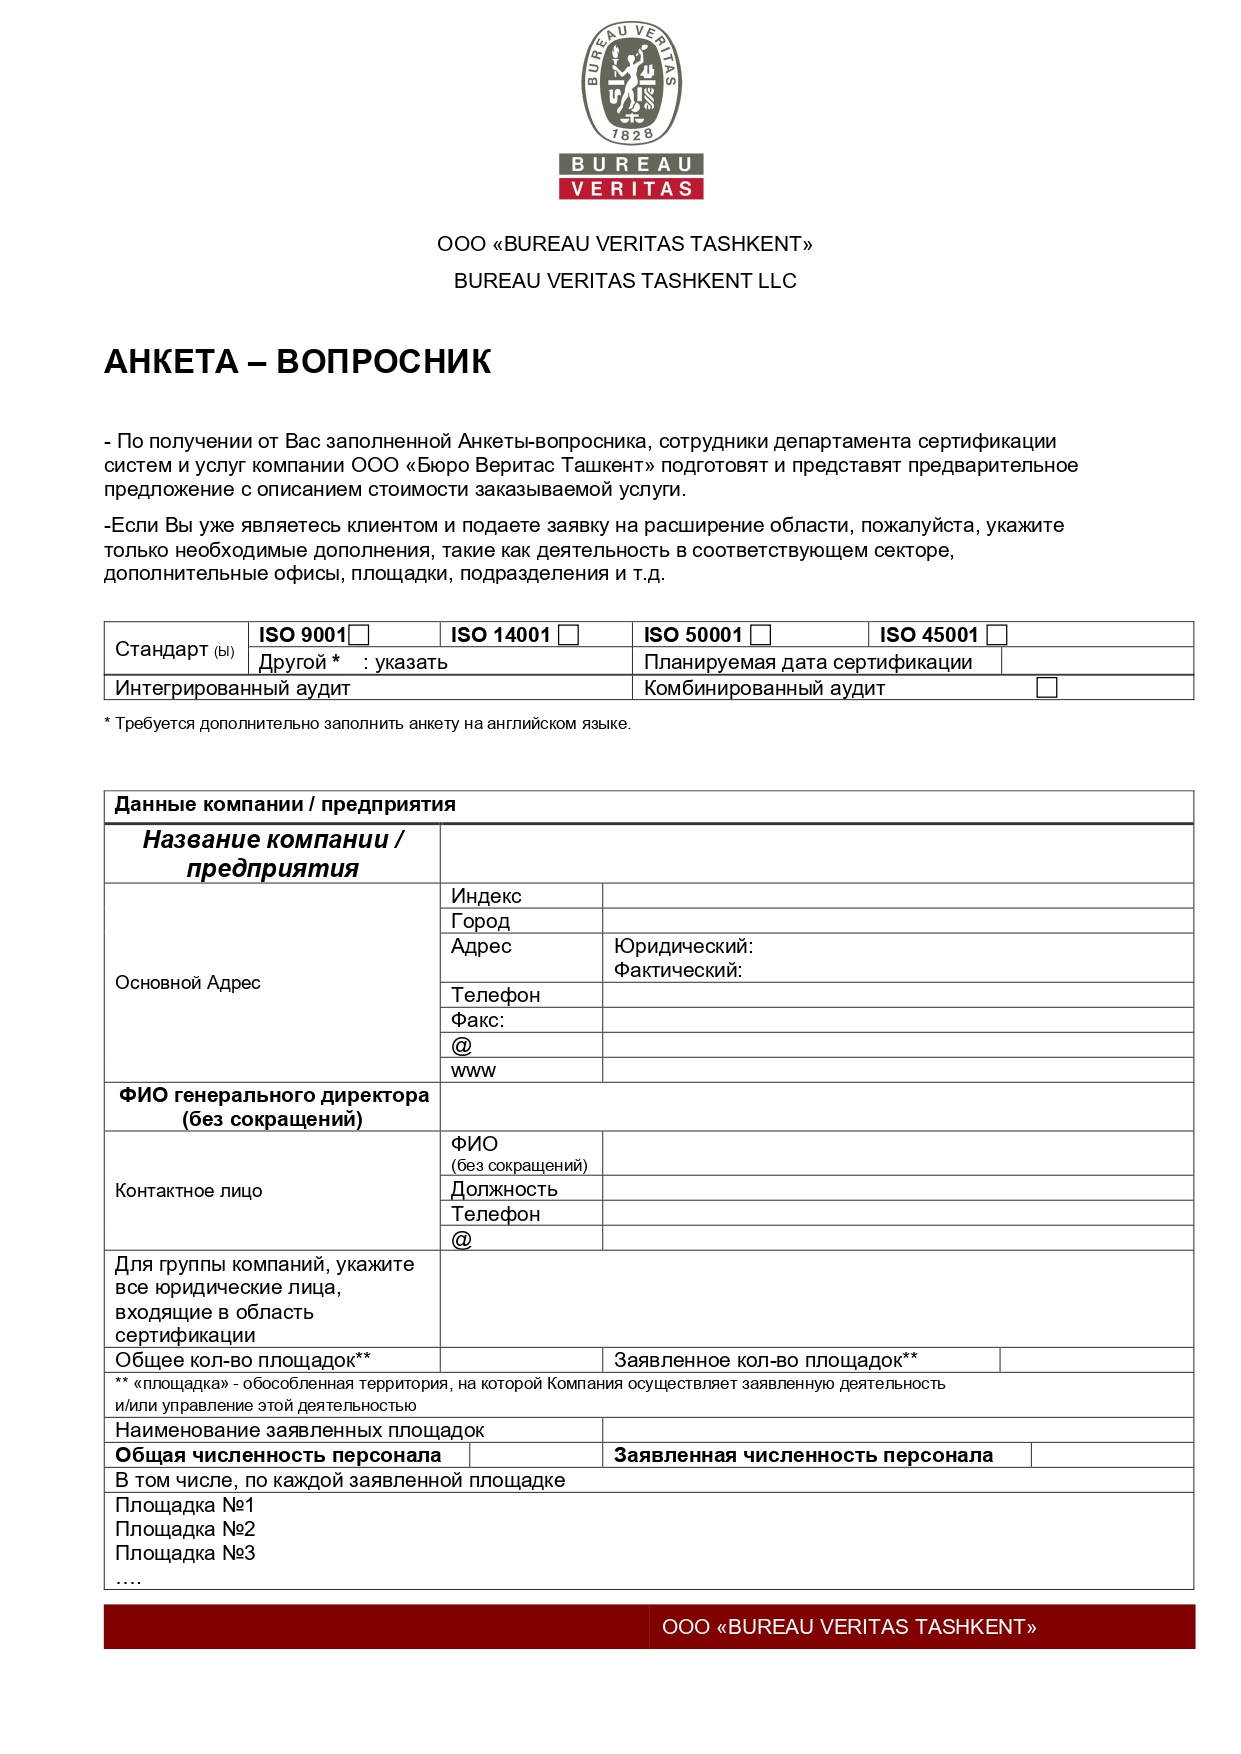 BUREAU VERITAS
1828
BUREAU
VERITAS
ООО «BUREAU VERITAS TASHKENT»
BUREAU VERITAS TASHKENT LLC
АНКЕТА – ВОПРОСНИК
- По получении от Вас заполненной Анкеты-вопросника, сотрудники департамента сертификации
систем и услуг компании ООО «Бюро Веритас Ташкент» подготовят и представят предварительное
предложение с описанием стоимости заказываемой услуги.
-Если Вы уже являетесь клиентом и подаете заявку на расширение области, пожалуйста, укажите
только необходимые дополнения, такие как деятельность в соответствующем секторе,
дополнительные офисы, площадки, подразделения и т.д.
Стандарт (Ы) ISO 9001 ISO 14001 ISO 50001 ISO 45001
Другой * : указать Планируемая дата сертификации
Интегрированный аудит Комбинированный аудит
* Требуется дополнительно заполнить анкету на английском языке.
Данные компании / предприятия
Название компании /
предприятия
Основной Адрес
Индекс
Город
Адрес Юридический:
Фактический:
Телефон
Факс:
@
www
ФИО генерального директора
(без сокращений)
Контактное лицо
ФИО
(без сокращений)
Должность
Телефон
@
Для группы компаний, укажите
все юридические лица,
входящие в область
сертификации
Общее кол-во площадок** Заявленное кол-во площадок**
** «площадка» - обособленная территория, на которой Компания осуществляет заявленную деятельность
и/или управление этой деятельностью
Наименование заявленных площадок
Общая численность персонала Заявленная численность персонала
В том числе, по каждой заявленной площадке
Площадка №1
Площадка №2
Площадка №3
….
ООО «BUREAU VERITAS TASHKENT»